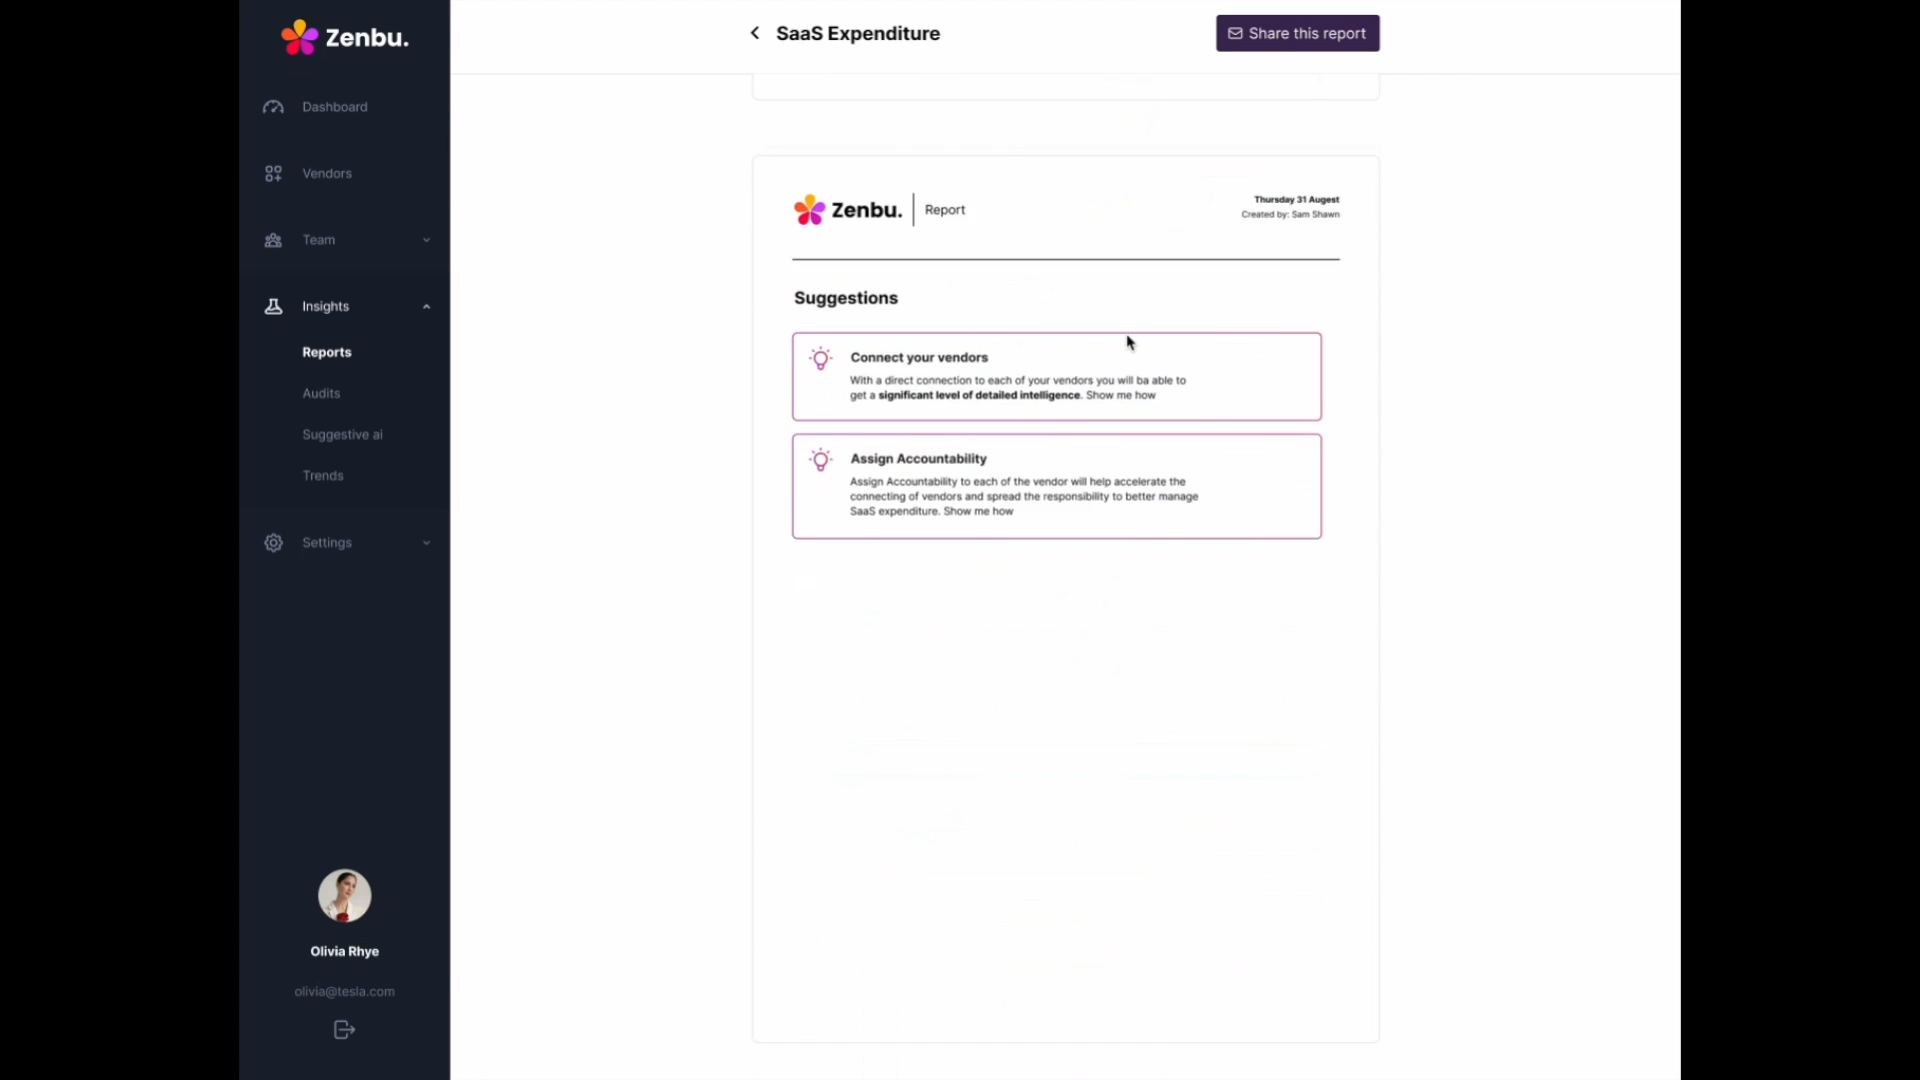 Zenbu.
Dashboard
Vendors
Team
Insights
Reports
Audits
Suggestive ai
Trends
Settings
Olivia Rhye
olivia@tesla.com
SaaS Expenditure
Share this report
Zenbu.
Report
Thursday 31 Augest
Created by: Sam Shawn
Suggestions
Connect your vendors
With a direct connection to each of your vendors you will ba able to
get a significant level of detailed intelligence. Show me how
Assign Accountability
Assign Accountability to each of the vendor will help accelerate the
connecting of vendors and spread the responsibility to better manage
SaaS expenditure. Show me how